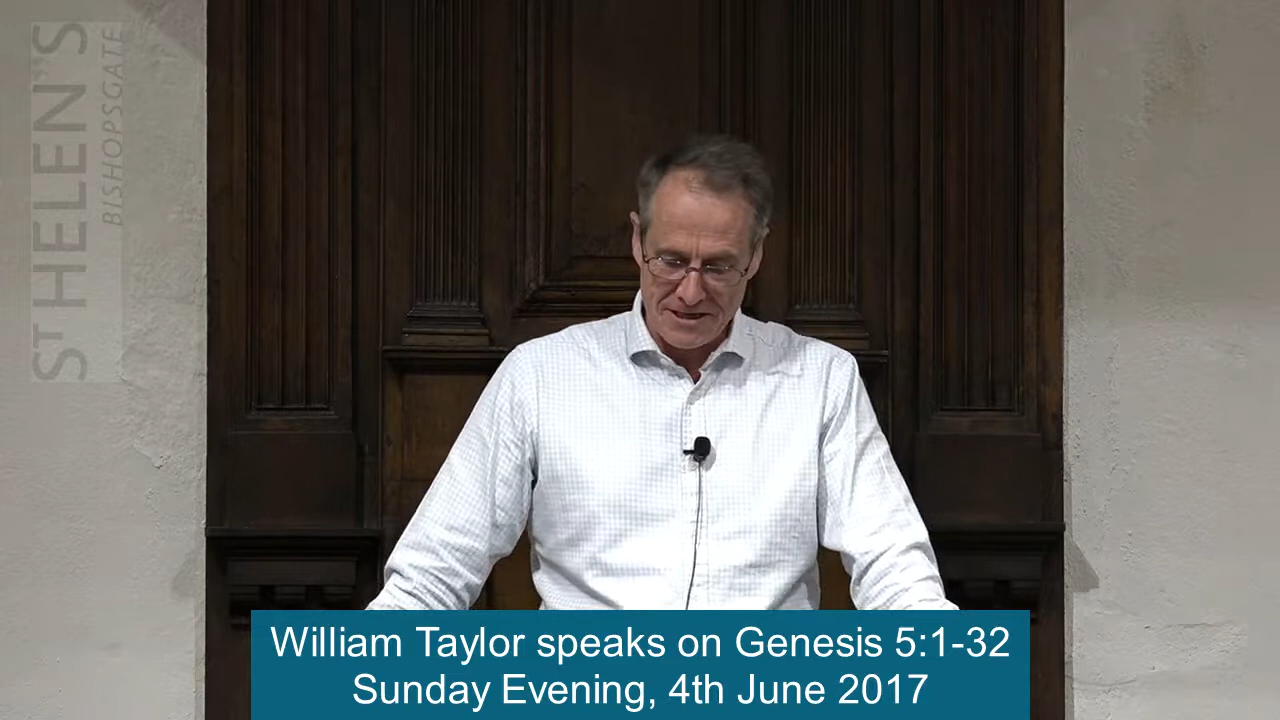 ST HELEN'S
BISHOPSGATE
William Taylor speaks on Genesis 5:1-32
Sunday Evening, 4th June 2017